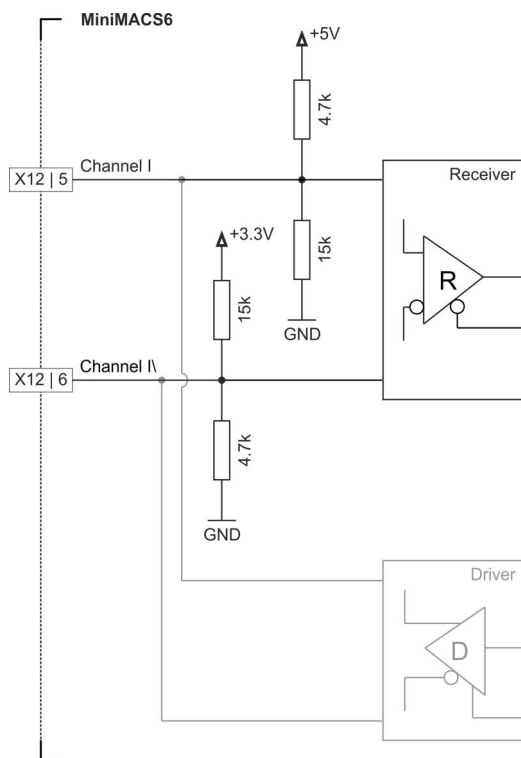 MiniMACS6
+5V
4.7k
X12 | 5
Channel I
Receiver
+3.3V
15k
15k
R
GND
X12 | 6
Channel I\
4.7k
GND
Driver
D